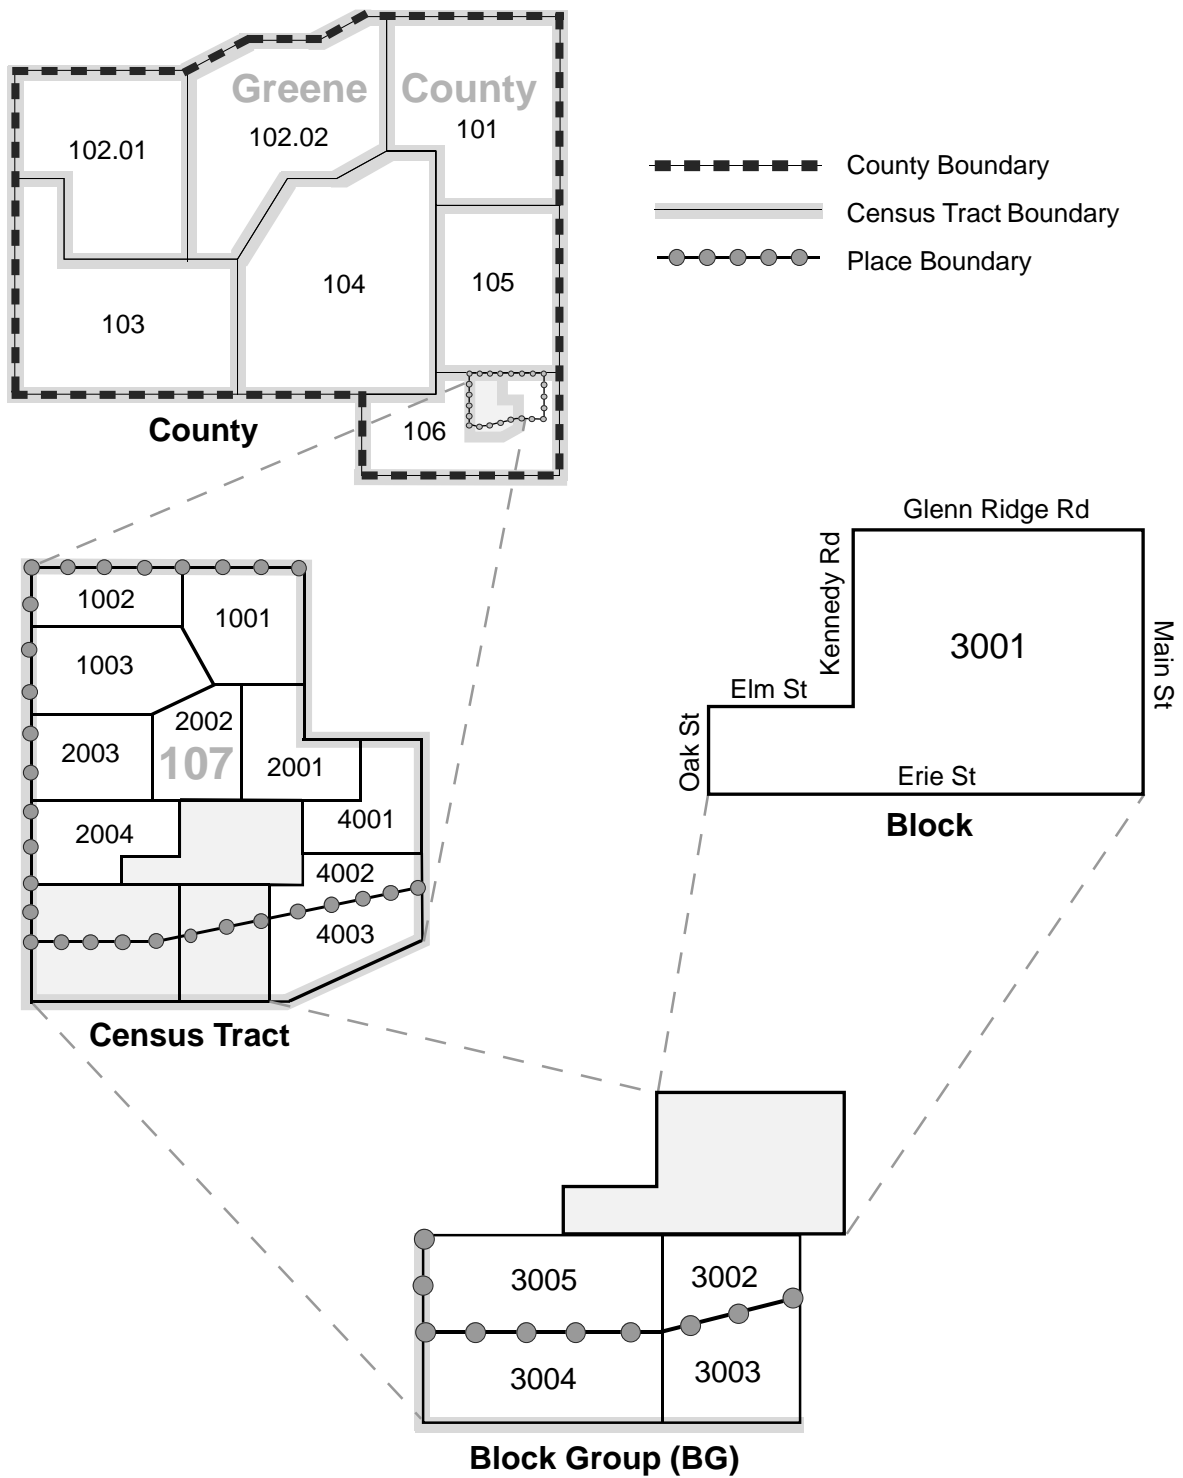 Greene County
102.01
102.02
101
103
104
105
106
County
County Boundary
Census Tract Boundary
Place Boundary
1002
1001
1003
2002
2003
107
2001
2004
4001
4002
4003
Census Tract
Glenn Ridge Rd
Kennedy Rd
3001
Main St
Elm St
Oak St
Erie St
Block
3005
3002
3004
3003
Block Group (BG)